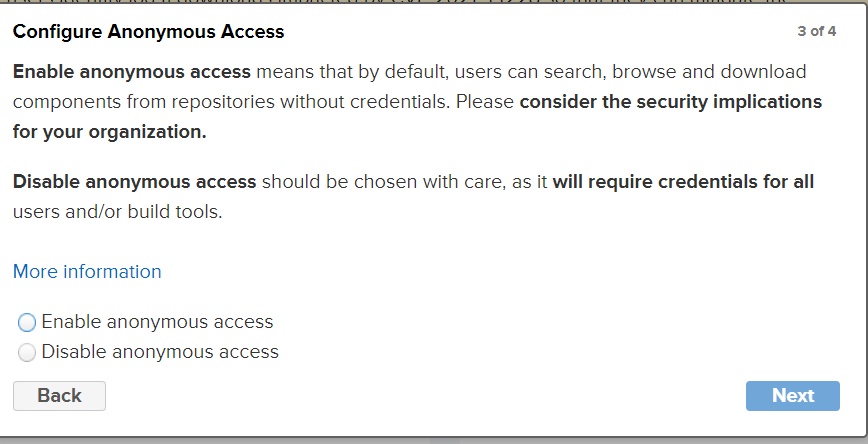 Configure Anonymous Access
3 of 4
Enable anonymous access means that by default, users can search, browse and download
components from repositories without credentials. Please consider the security implications
for your organization.
Disable anonymous access should be chosen with care, as it will require credentials for all
users and/or build tools.
More information
Enable anonymous access
Disable anonymous access
Back
Next